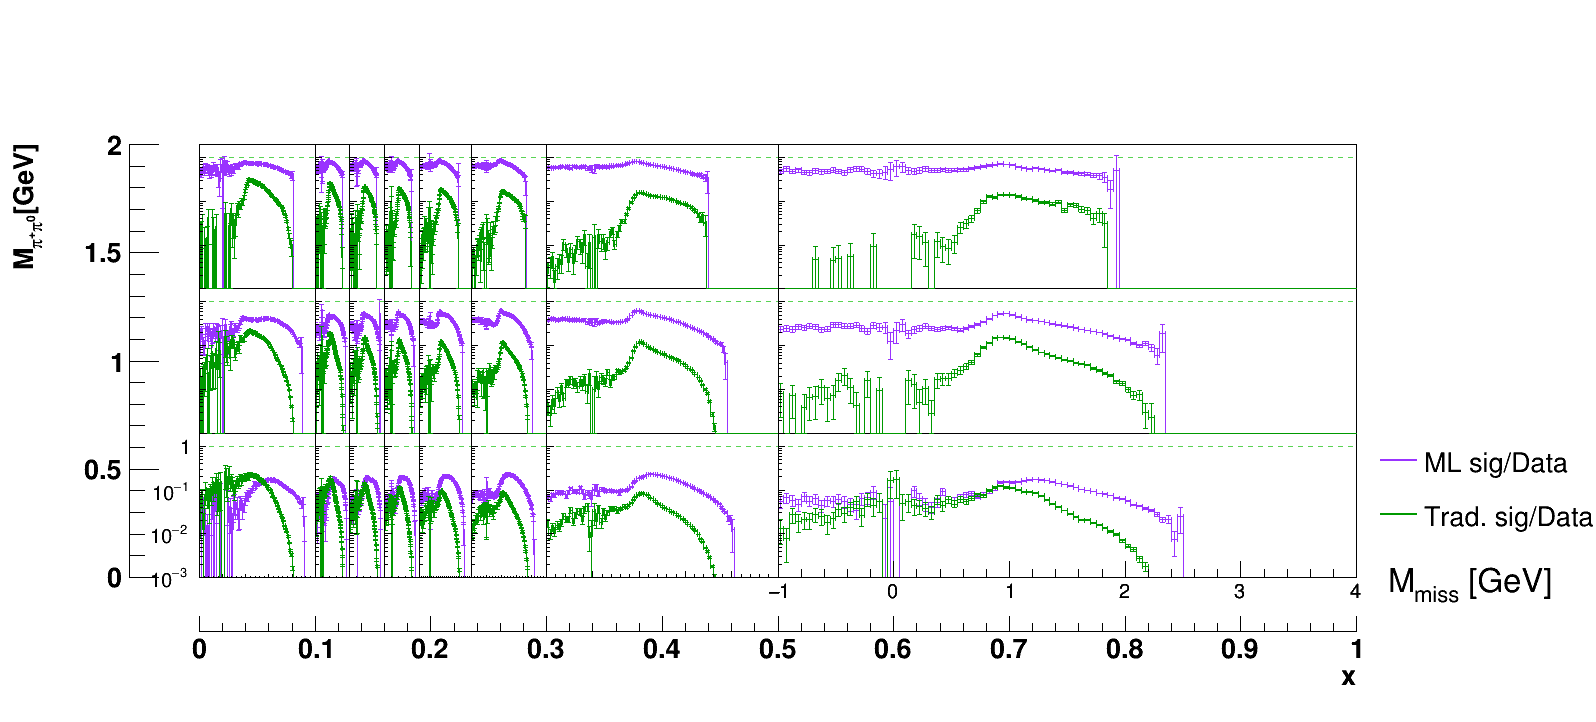 M_{π⁺π⁰}[GeV]
2
1.5
1
0.5
0
1
10⁻¹
10⁻²
10⁻³
−1 0 1 2 3 4
0 0.1 0.2 0.3 0.4 0.5 0.6 0.7 0.8 0.9 1
x
ML sig/Data
Trad. sig/Data
M_{miss} [GeV]